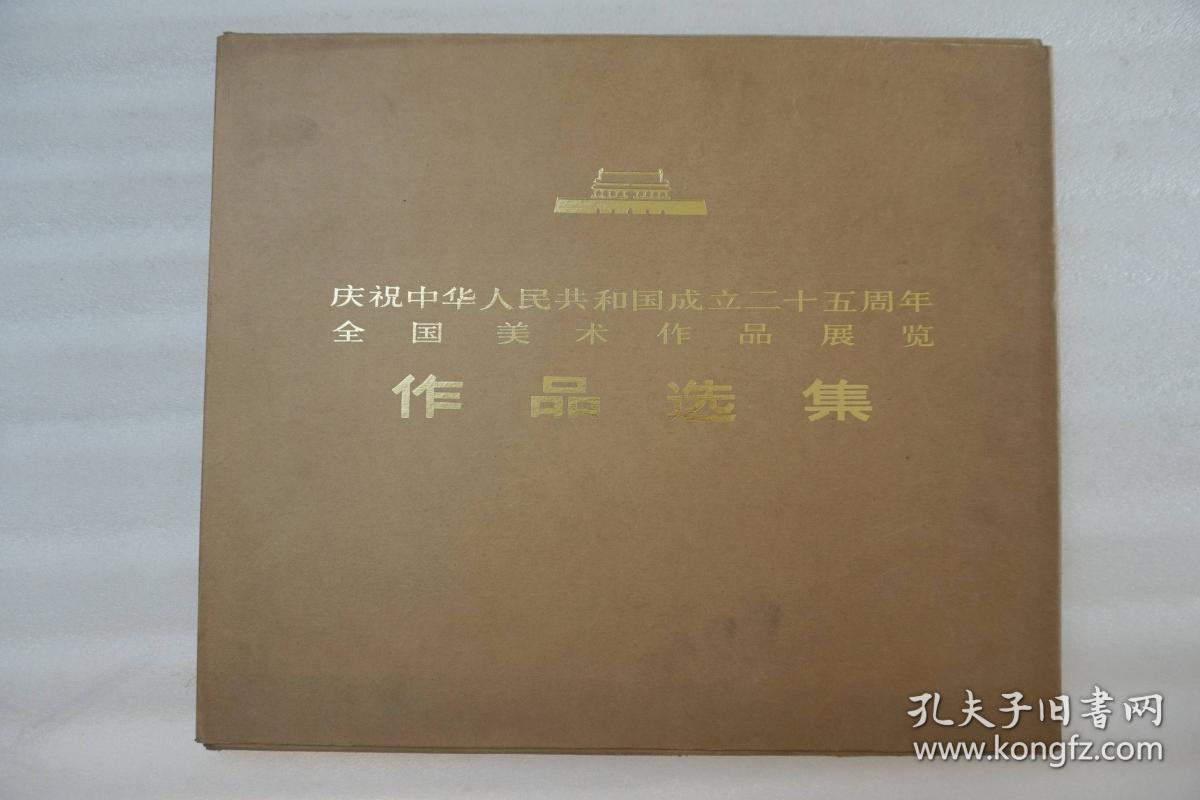 庆祝中华人民共和国成立二十五周年
全国美术作品展览
作品选集
孔夫子旧书网
www.kongfz.com